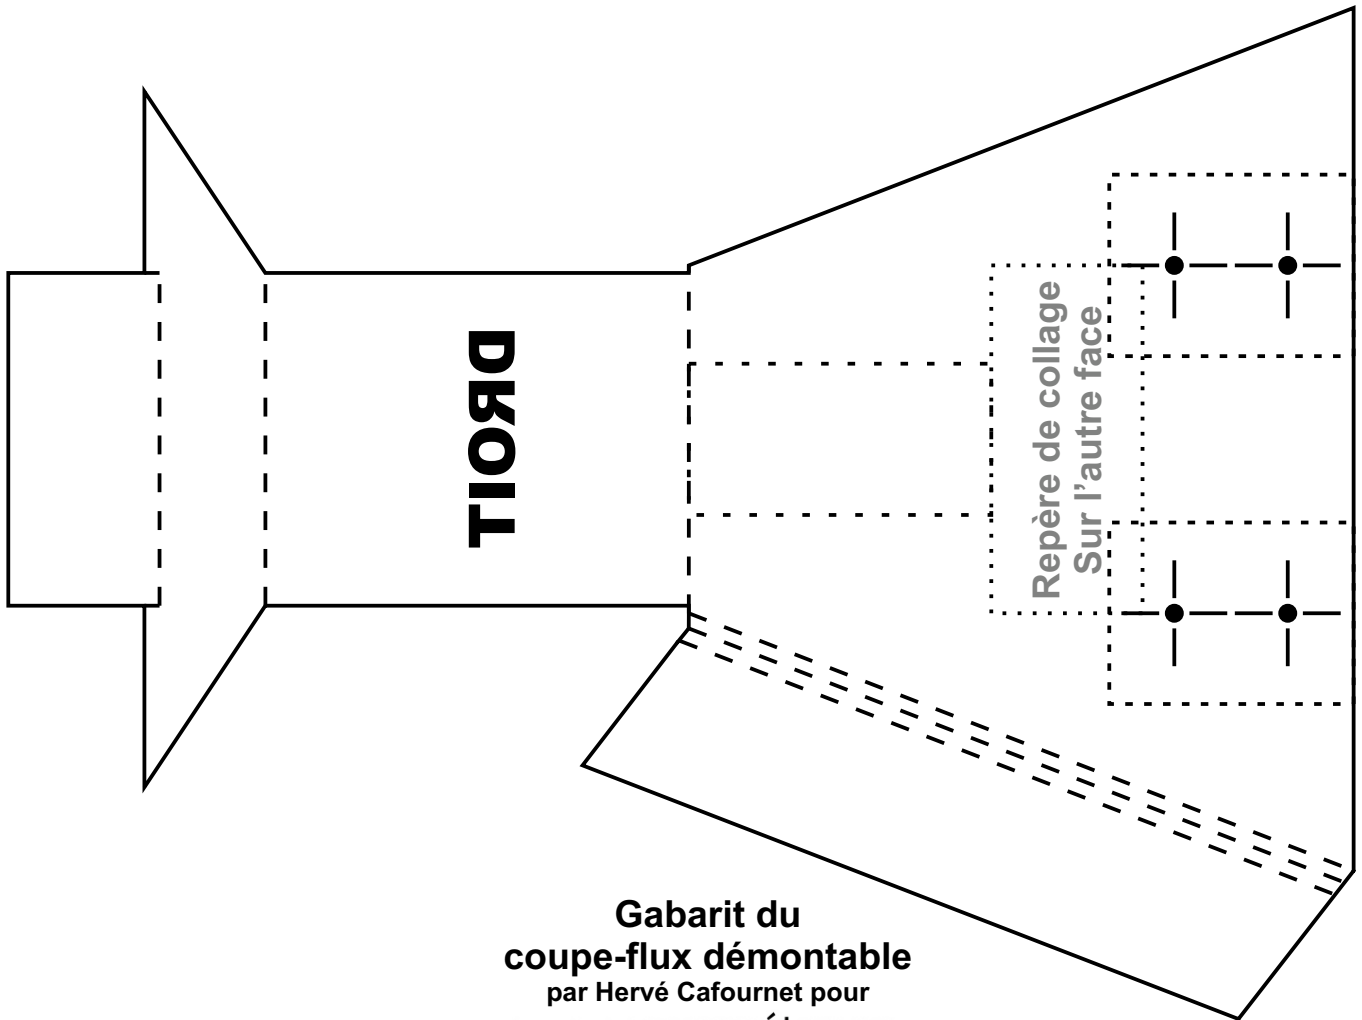 DROIT
Repère de collage
Sur l'autre face
Gabarit du
coupe-flux démontable
par Hervé Cafournet pour